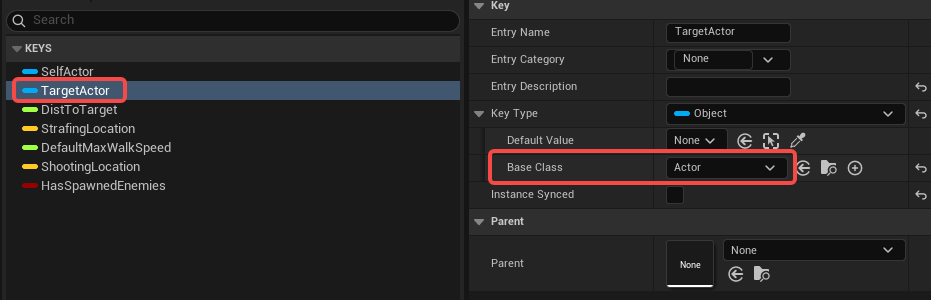 Search
KEYS
SelfActor
TargetActor
DistToTarget
StrafingLocation
DefaultMaxWalkSpeed
ShootingLocation
HasSpawnedEnemies
Key
Entry Name TargetActor
Entry Category None
Entry Description
Key Type Object
Default Value None
Base Class Actor
Instance Synced
Parent
Parent None None